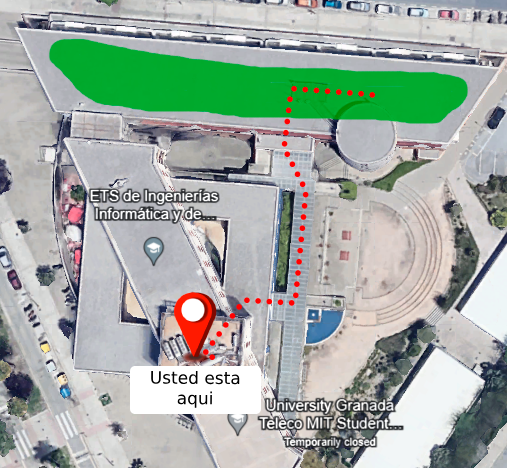 ETS de Ingenierías
Informática y de...
Usted esta
aqui
University Granada
Teleco MIT Student...
Temporarily closed